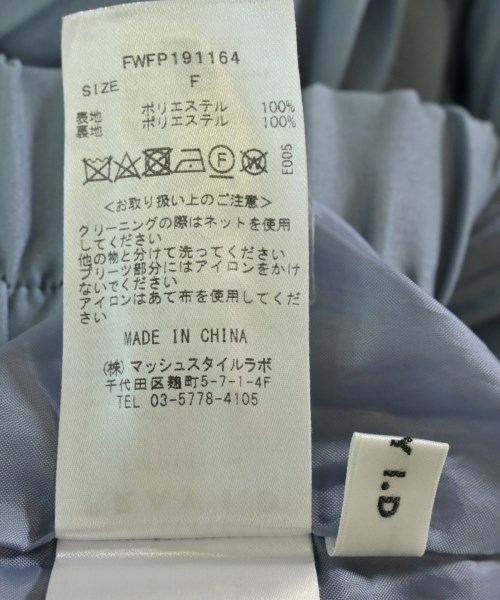 FWFP191164
SIZE F
表地 ポリエステル 100%
裏地 ポリエステル 100%
F W
E005
<お取り扱い上のご注意>
クリーニングの際はネットを使用
してください
他の物と分けて洗ってください
プリーツ部分にはアイロンをかけ
ないでください
アイロンはあて布を使用してくだ
さい
MADE IN CHINA
(株)マッシュスタイルラボ
千代田区麹町5-7-1-4F
TEL 03-5778-4105
Y I.D